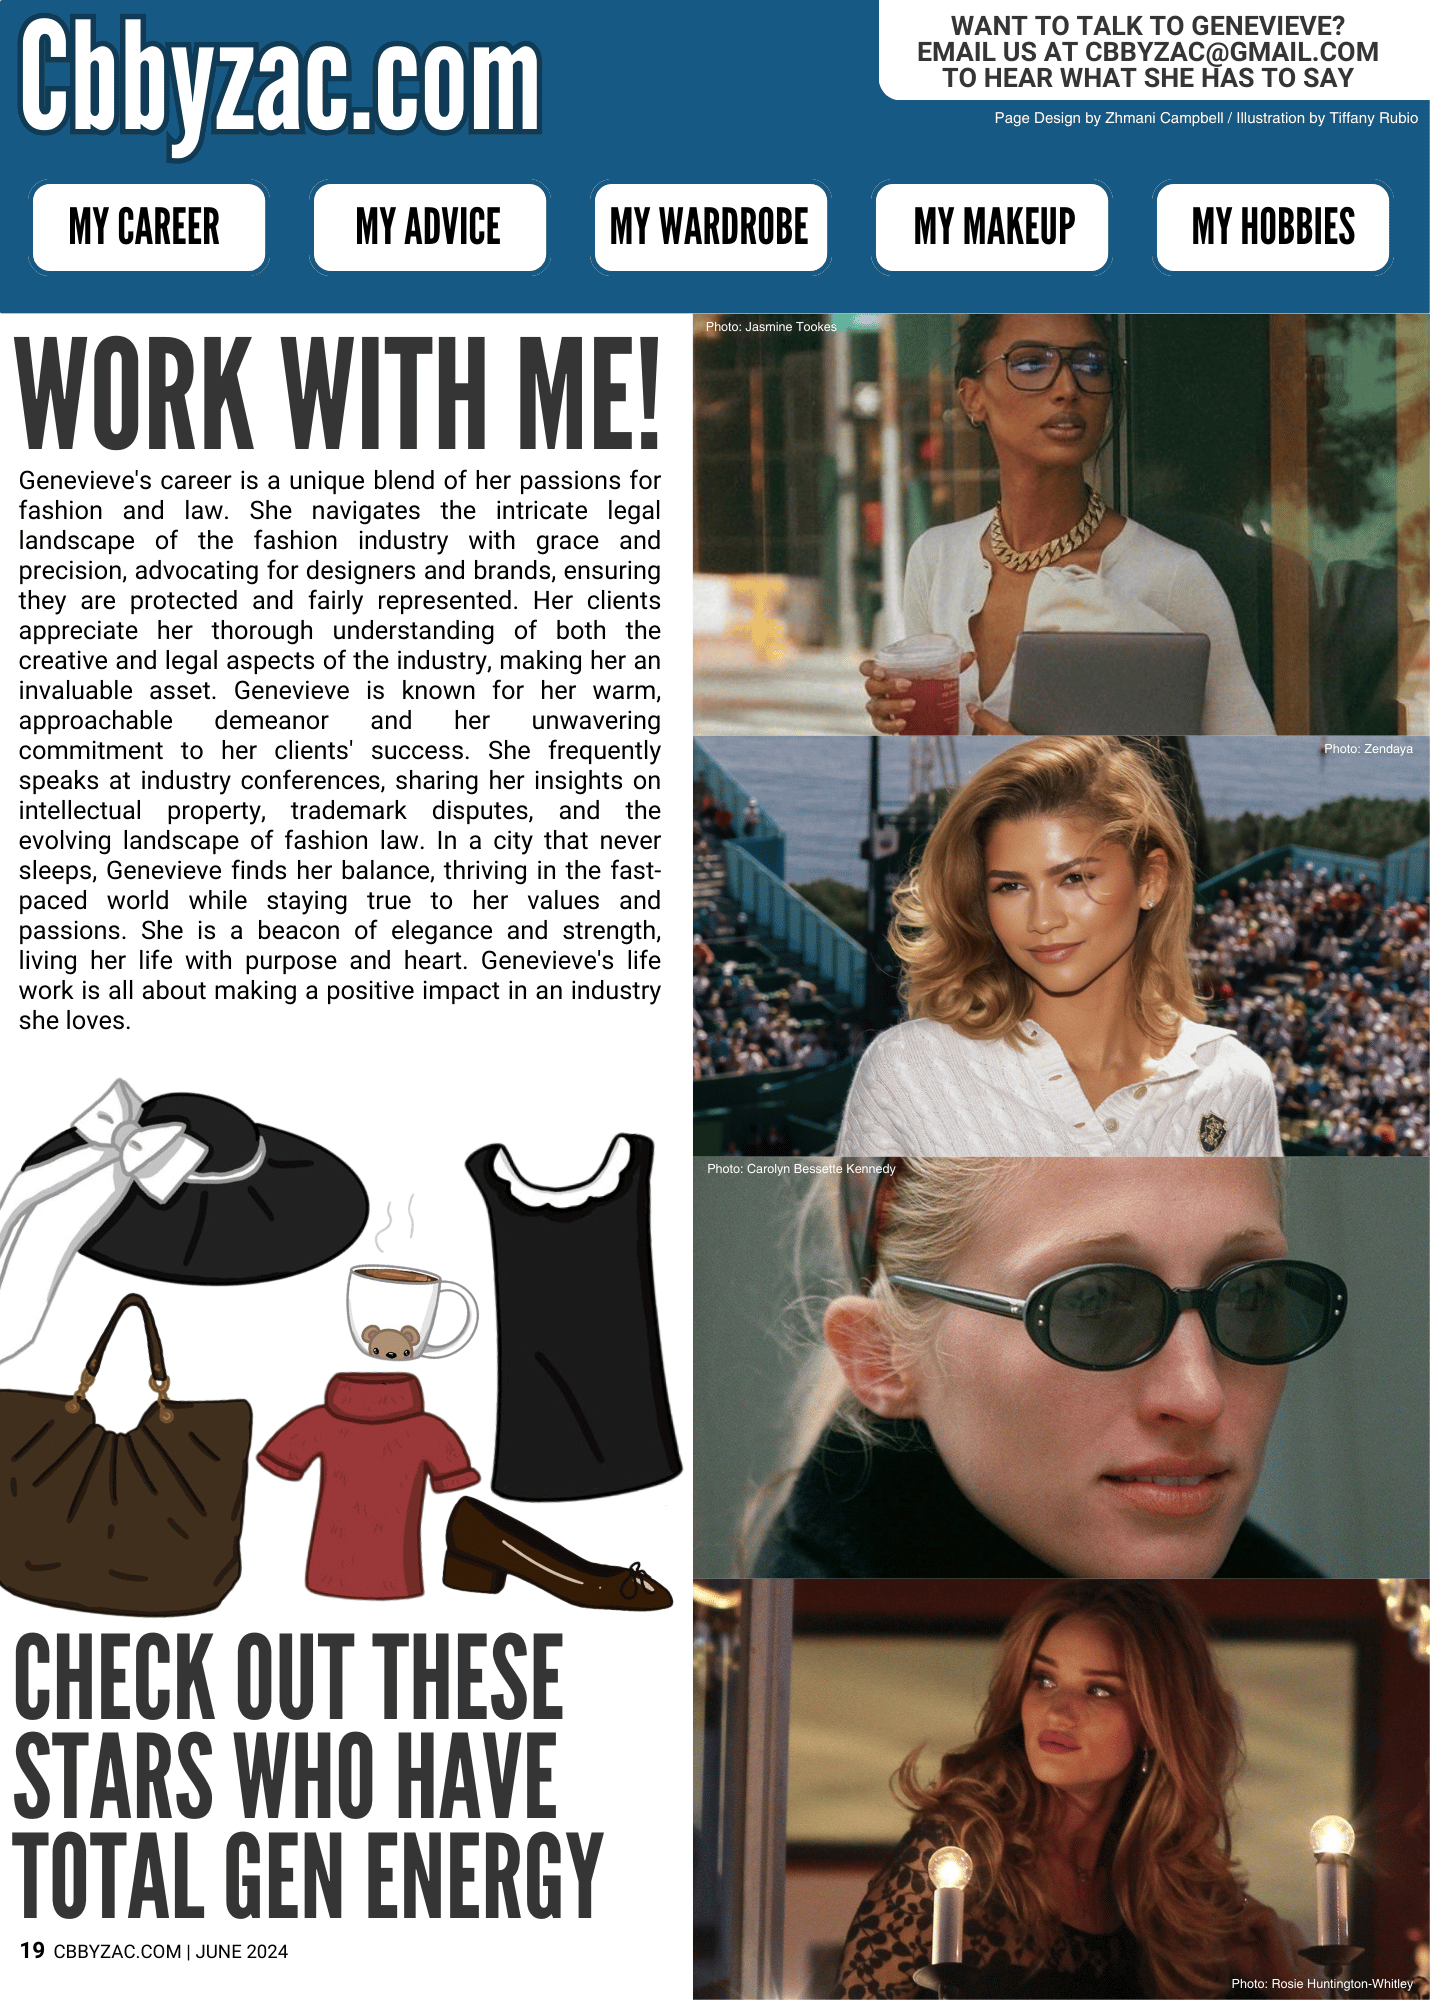 Cbbyzac.com
WANT TO TALK TO GENEVIEVE?
EMAIL US AT CBBYZAC@GMAIL.COM
TO HEAR WHAT SHE HAS TO SAY
Page Design by Zhmani Campbell / Illustration by Tiffany Rubio
MY CAREER
MY ADVICE
MY WARDROBE
MY MAKEUP
MY HOBBIES
WORK WITH ME!
Genevieve's career is a unique blend of her passions for
fashion and law. She navigates the intricate legal
landscape of the fashion industry with grace and
precision, advocating for designers and brands, ensuring
they are protected and fairly represented. Her clients
appreciate her thorough understanding of both the
creative and legal aspects of the industry, making her an
invaluable asset. Genevieve is known for her warm,
approachable demeanor and her unwavering
commitment to her clients' success. She frequently
speaks at industry conferences, sharing her insights on
intellectual property, trademark disputes, and the
evolving landscape of fashion law. In a city that never
sleeps, Genevieve finds her balance, thriving in the fast-
paced world while staying true to her values and
passions. She is a beacon of elegance and strength,
living her life with purpose and heart. Genevieve's life
work is all about making a positive impact in an industry
she loves.
CHECK OUT THESE
STARS WHO HAVE
TOTAL GEN ENERGY
19 CBBYZAC.COM | JUNE 2024
Photo: Jasmine Tookes
Photo: Zendaya
Photo: Carolyn Bessette Kennedy
Photo: Rosie Huntington-Whitley